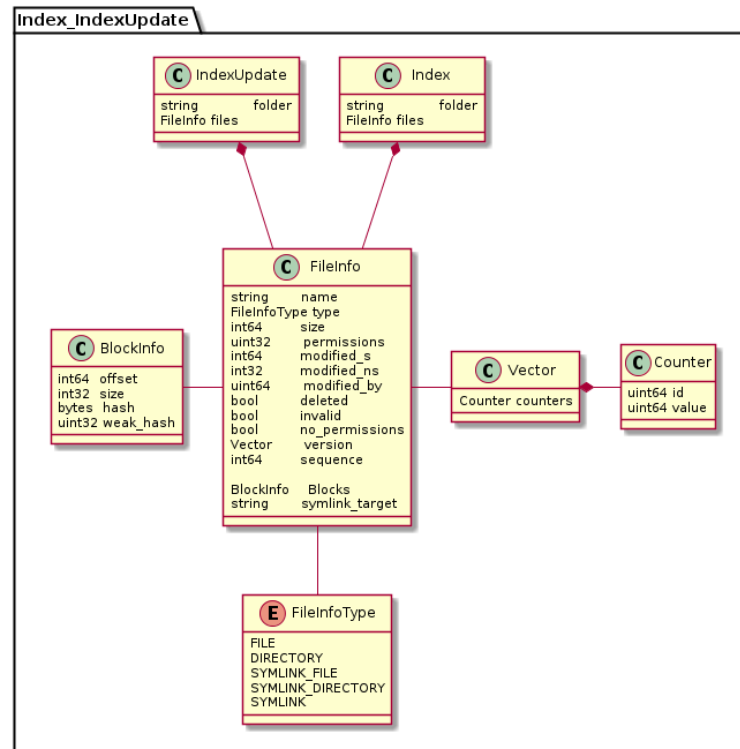 Index_IndexUpdate
C IndexUpdate
string folder
FileInfo files
C Index
string folder
FileInfo files
C FileInfo
string name
FileInfoType type
int64 size
uint32 permissions
int64 modified_s
int32 modified_ns
uint64 modified_by
bool deleted
bool invalid
bool no_permissions
Vector version
int64 sequence
BlockInfo Blocks
string symlink_target
C BlockInfo
int64 offset
int32 size
bytes hash
uint32 weak_hash
C Vector
Counter counters
C Counter
uint64 id
uint64 value
E FileInfoType
FILE
DIRECTORY
SYMLINK_FILE
SYMLINK_DIRECTORY
SYMLINK